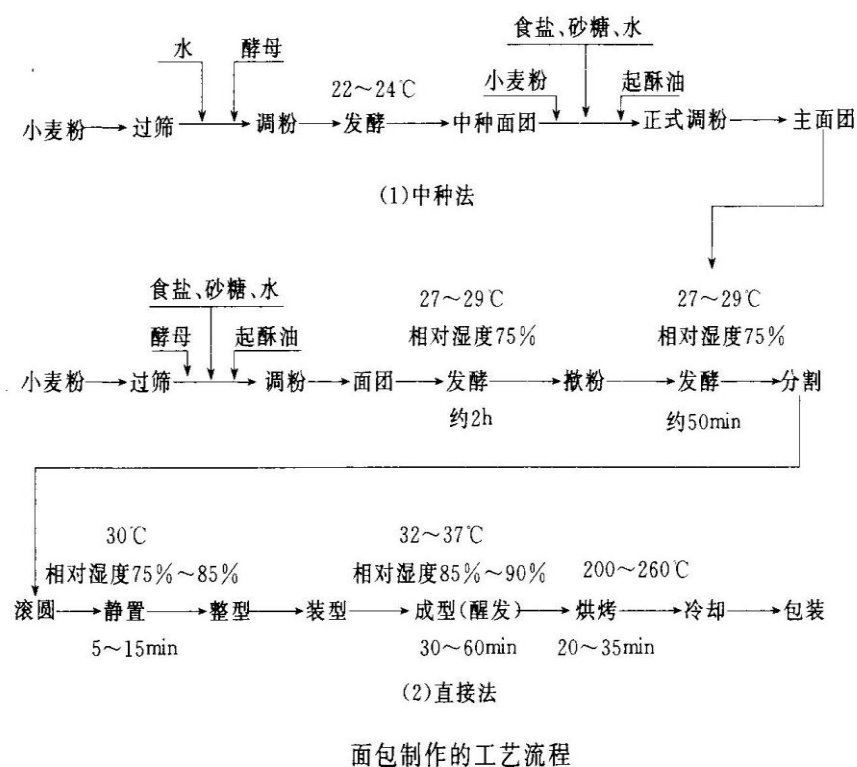 食盐、砂糖、水
水 酵母
小麦粉 起酥油
22～24℃
小麦粉 过筛 调粉 发酵 中种面团 正式调粉 主面团
(1)中种法
食盐、砂糖、水
27～29℃ 27～29℃
酵母 起酥油 相对湿度75% 相对湿度75%
小麦粉 过筛 调粉 面团 发酵 揿粉 发酵 分割
约2h 约50min
30℃ 32～37℃
相对湿度75%～85% 相对湿度85%～90% 200～260℃
滚圆 静置 整型 装型 成型(醒发) 烘烤 冷却 包装
5～15min 30～60min 20～35min
(2)直接法
面包制作的工艺流程